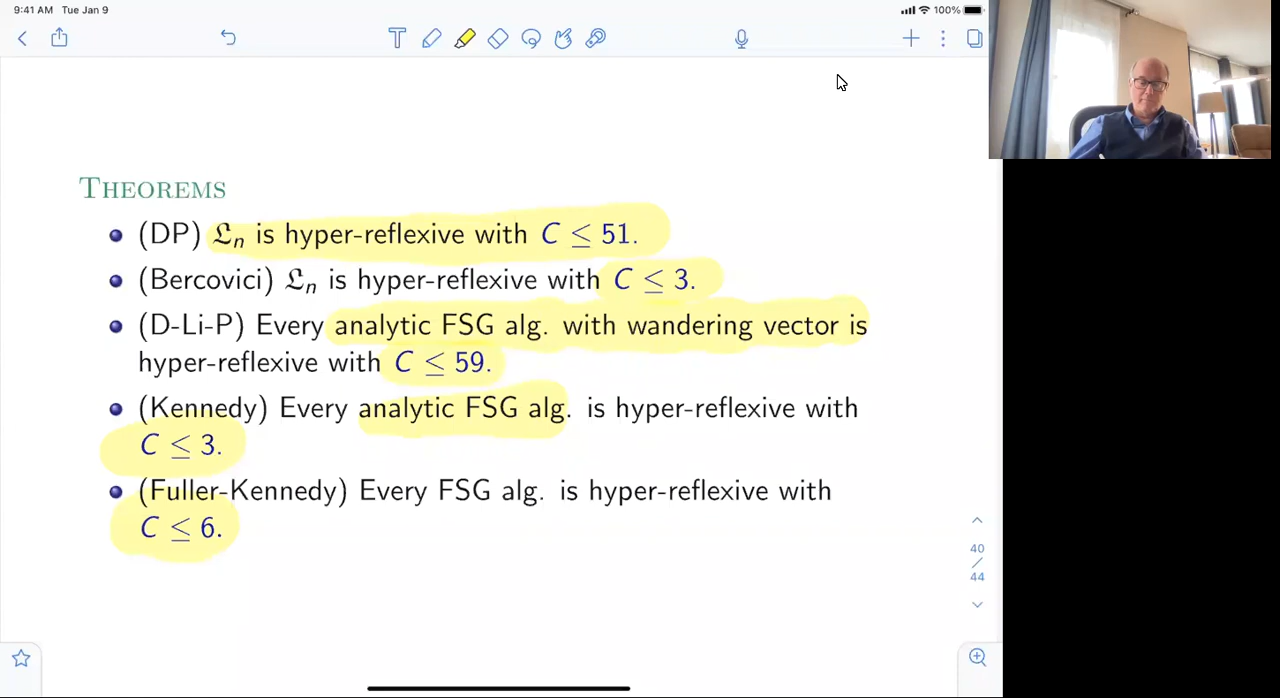 9:41 AM Tue Jan 9
100%
THEOREMS
(DP) 𝔏n is hyper-reflexive with C ≤ 51.
(Bercovici) 𝔏n is hyper-reflexive with C ≤ 3.
(D-Li-P) Every analytic FSG alg. with wandering vector is
hyper-reflexive with C ≤ 59.
(Kennedy) Every analytic FSG alg. is hyper-reflexive with
C ≤ 3.
(Fuller-Kennedy) Every FSG alg. is hyper-reflexive with
C ≤ 6.
40
/
44